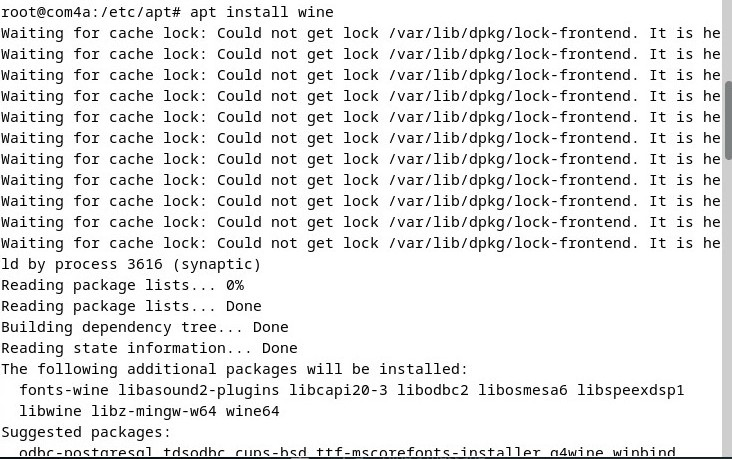 root@com4a:/etc/apt# apt install wine
Waiting for cache lock: Could not get lock /var/lib/dpkg/lock-frontend. It is he
Waiting for cache lock: Could not get lock /var/lib/dpkg/lock-frontend. It is he
Waiting for cache lock: Could not get lock /var/lib/dpkg/lock-frontend. It is he
Waiting for cache lock: Could not get lock /var/lib/dpkg/lock-frontend. It is he
Waiting for cache lock: Could not get lock /var/lib/dpkg/lock-frontend. It is he
Waiting for cache lock: Could not get lock /var/lib/dpkg/lock-frontend. It is he
Waiting for cache lock: Could not get lock /var/lib/dpkg/lock-frontend. It is he
Waiting for cache lock: Could not get lock /var/lib/dpkg/lock-frontend. It is he
Waiting for cache lock: Could not get lock /var/lib/dpkg/lock-frontend. It is he
Waiting for cache lock: Could not get lock /var/lib/dpkg/lock-frontend. It is he
Waiting for cache lock: Could not get lock /var/lib/dpkg/lock-frontend. It is he
ld by process 3616 (synaptic)
Reading package lists... 0%
Reading package lists... Done
Building dependency tree... Done
Reading state information... Done
The following additional packages will be installed:
  fonts-wine libasound2-plugins libcapi20-3 libodbc2 libosmesa6 libspeexdsp1
  libwine libz-mingw-w64 wine64
Suggested packages:
  odbc-postgresql tdsodbc cups-bsd ttf-mscorefonts-installer q4wine winbind